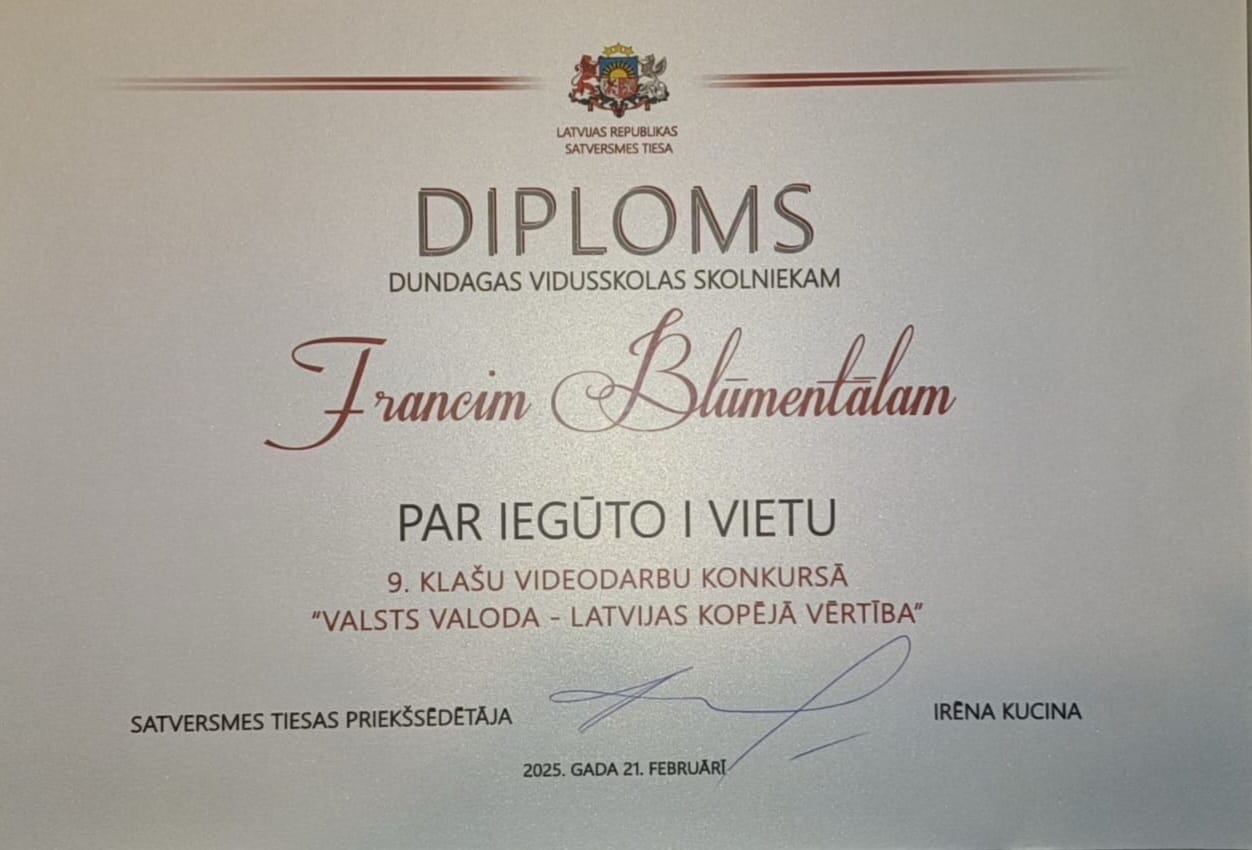 LATVIJAS REPUBLIKAS
SATVERSMES TIESA
DIPLOMS
DUNDAGAS VIDUSSKOLAS SKOLNIEKAM
Francim Blūmentālam
PAR IEGŪTO I VIETU
9. KLAŠU VIDEODARBU KONKURSĀ
“VALSTS VALODA - LATVIJAS KOPĒJĀ VĒRTĪBA”
SATVERSMES TIESAS PRIEKŠSĒDĒTĀJA IRĒNA KUCINA
2025. GADA 21. FEBRUĀRĪ